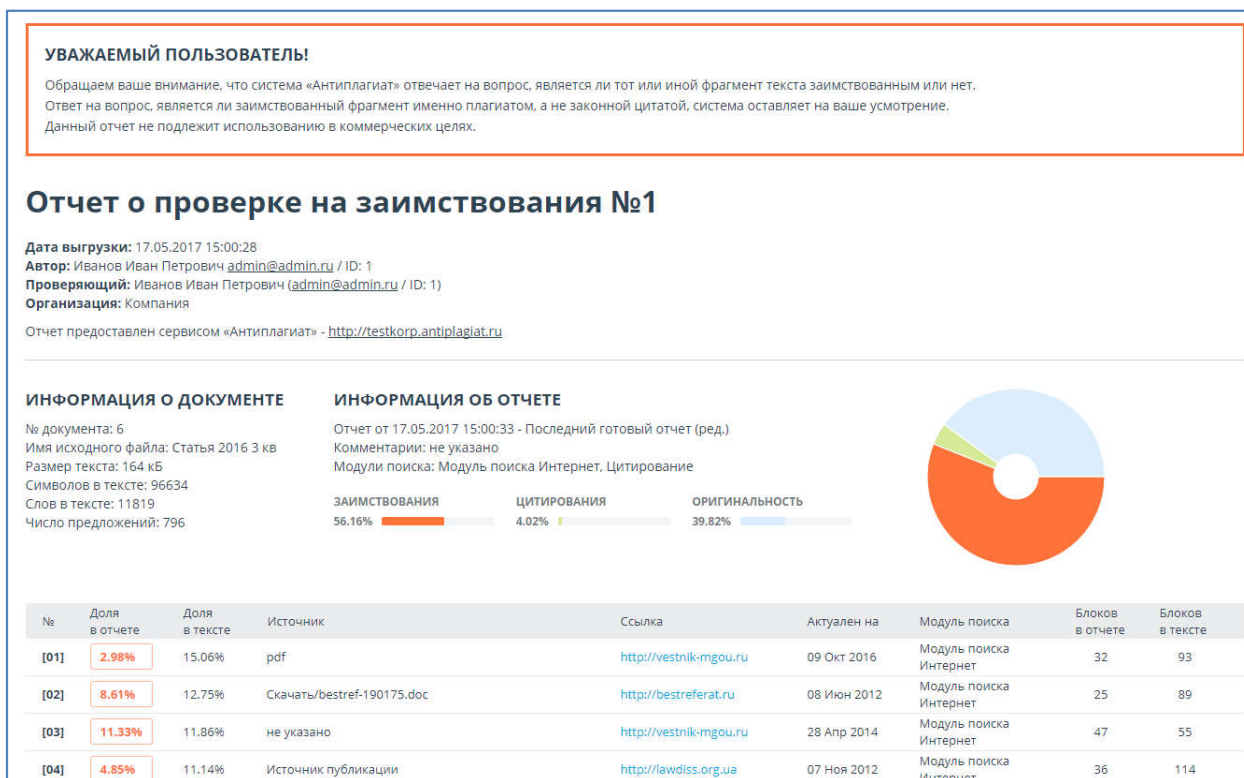 УВАЖАЕМЫЙ ПОЛЬЗОВАТЕЛЬ!
Обращаем ваше внимание, что система «Антиплагиат» отвечает на вопрос, является ли тот или иной фрагмент текста заимствованным или нет.
Ответ на вопрос, является ли заимствованный фрагмент именно плагиатом, а не законной цитатой, система оставляет на ваше усмотрение.
Данный отчет не подлежит использованию в коммерческих целях.
Отчет о проверке на заимствования №1
Дата выгрузки: 17.05.2017 15:00:28
Автор: Иванов Иван Петрович admin@admin.ru / ID: 1
Проверяющий: Иванов Иван Петрович (admin@admin.ru / ID: 1)
Организация: Компания
Отчет предоставлен сервисом «Антиплагиат» - http://testkorp.antiplagiat.ru
ИНФОРМАЦИЯ О ДОКУМЕНТЕ
№ документа: 6
Имя исходного файла: Статья 2016 3 кв
Размер текста: 164 кБ
Символов в тексте: 96634
Слов в тексте: 11819
Число предложений: 796
ИНФОРМАЦИЯ ОБ ОТЧЕТЕ
Отчет от 17.05.2017 15:00:33 - Последний готовый отчет (ред.)
Комментарии: не указано
Модули поиска: Модуль поиска Интернет, Цитирование
ЗАИМСТВОВАНИЯ ЦИТИРОВАНИЯ ОРИГИНАЛЬНОСТЬ
56.16% 4.02% 39.82%
№ Доля в отчете Доля в тексте Источник Ссылка Актуален на Модуль поиска Блоков в отчете Блоков в тексте
[01] 2.98% 15.06% pdf http://vestnik-mgou.ru 09 Окт 2016 Модуль поиска Интернет 32 93
[02] 8.61% 12.75% Скачать/bestref-190175.doc http://bestreferat.ru 08 Июн 2012 Модуль поиска Интернет 25 89
[03] 11.33% 11.86% не указано http://vestnik-mgou.ru 28 Апр 2014 Модуль поиска Интернет 47 55
[04] 4.85% 11.14% Источник публикации http://lawdiss.org.ua 07 Ноя 2012 Модуль поиска Интернет 36 114